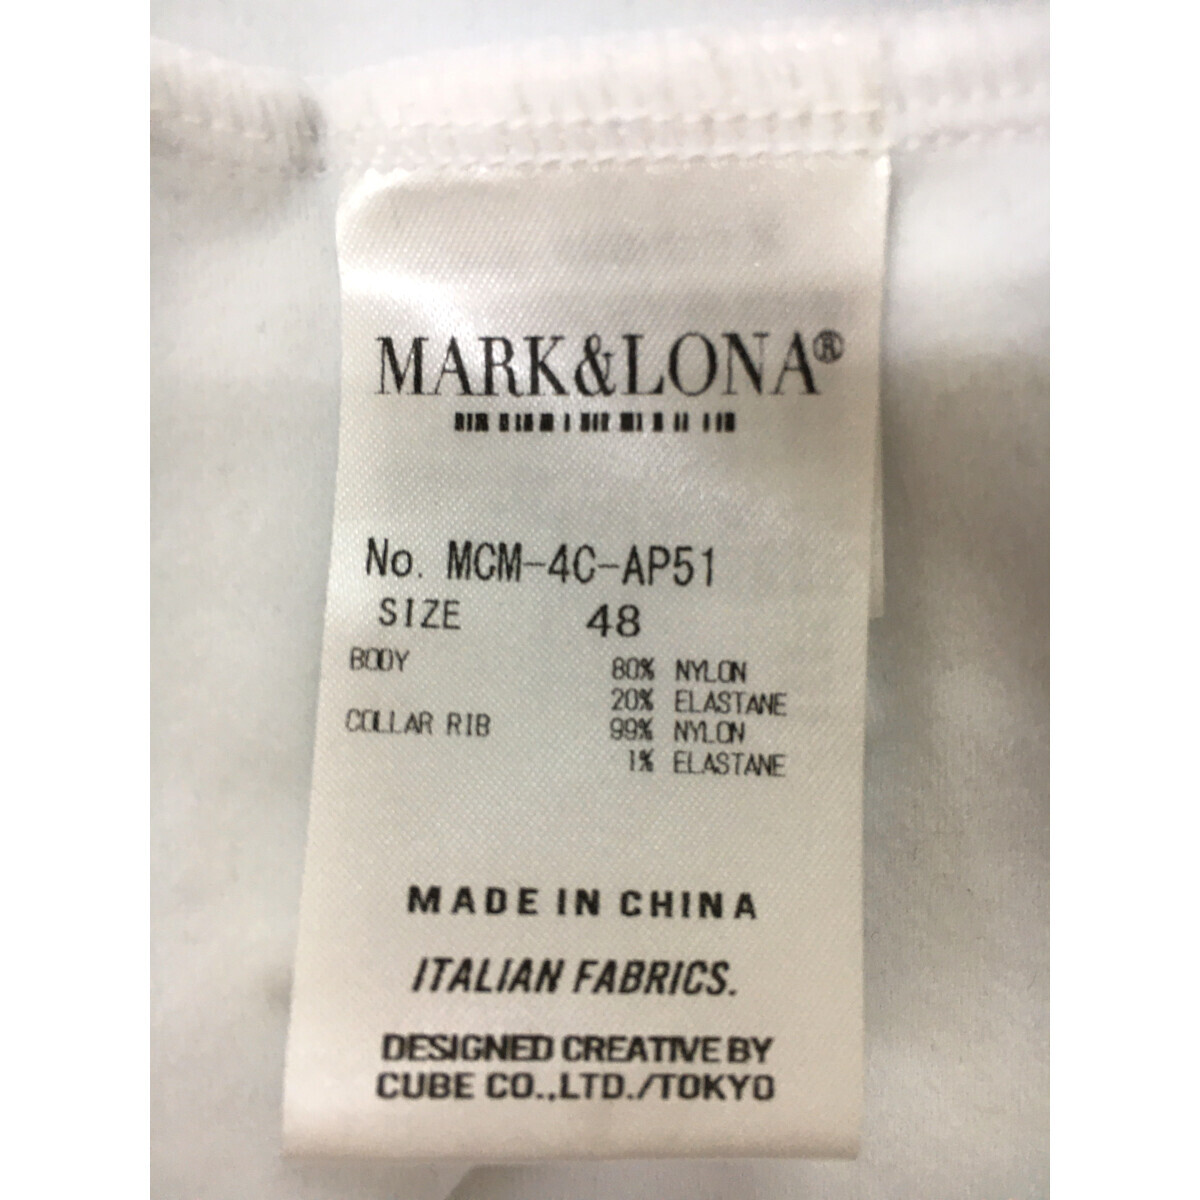 MARK&LONA®
No. MCM-4C-AP51
SIZE 48
BODY 80% NYLON
20% ELASTANE
COLLAR RIB 99% NYLON
1% ELASTANE
MADE IN CHINA
ITALIAN FABRICS.
DESIGNED CREATIVE BY
CUBE CO.,LTD./TOKYO